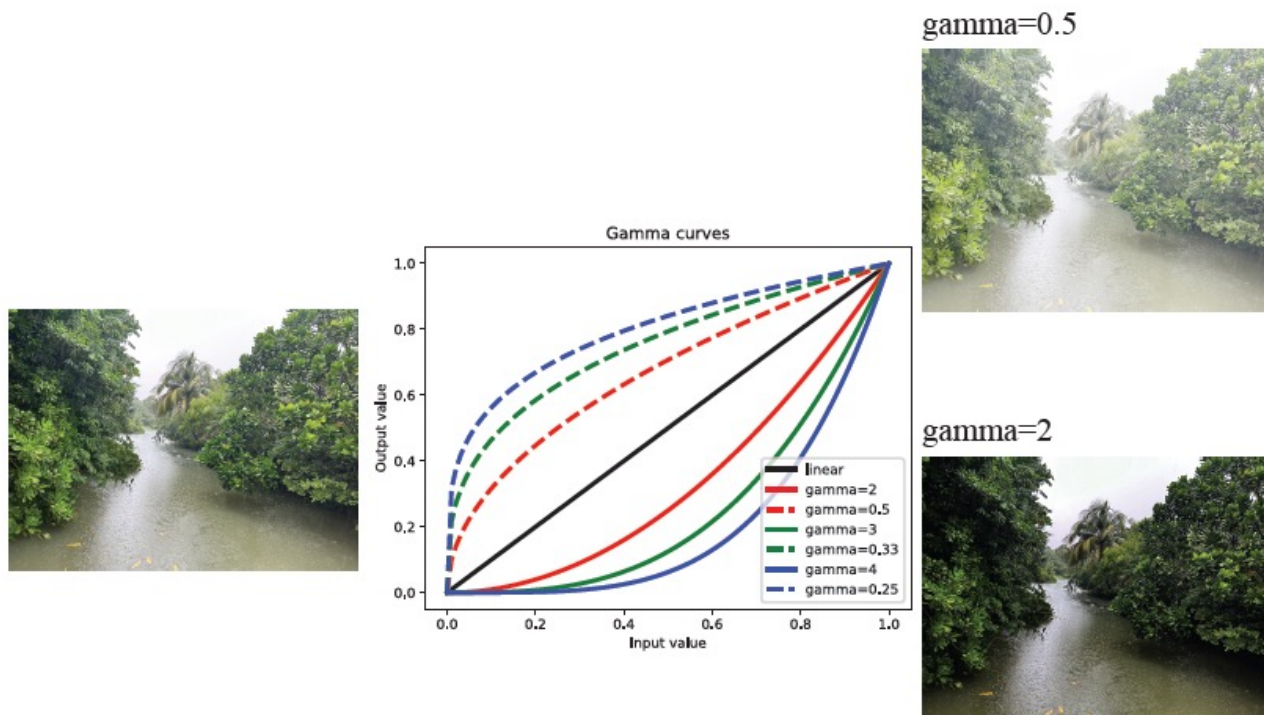 gamma=0.5
Gamma curves
1.0
0.8
0.6
0.4
0.2
0.0
Output value
0.0 0.2 0.4 0.6 0.8 1.0
Input value
linear
gamma=2
gamma=0.5
gamma=3
gamma=0.33
gamma=4
gamma=0.25
gamma=2